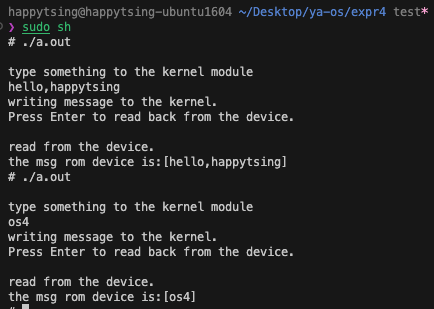 happytsing@happytsing-ubuntu1604 ~/Desktop/ya-os/expr4 test*
❯ sudo sh
# ./a.out
type something to the kernel module
hello,happytsing
writing message to the kernel.
Press Enter to read back from the device.
read from the device.
the msg rom device is:[hello,happytsing]
# ./a.out
type something to the kernel module
os4
writing message to the kernel.
Press Enter to read back from the device.
read from the device.
the msg rom device is:[os4]
#